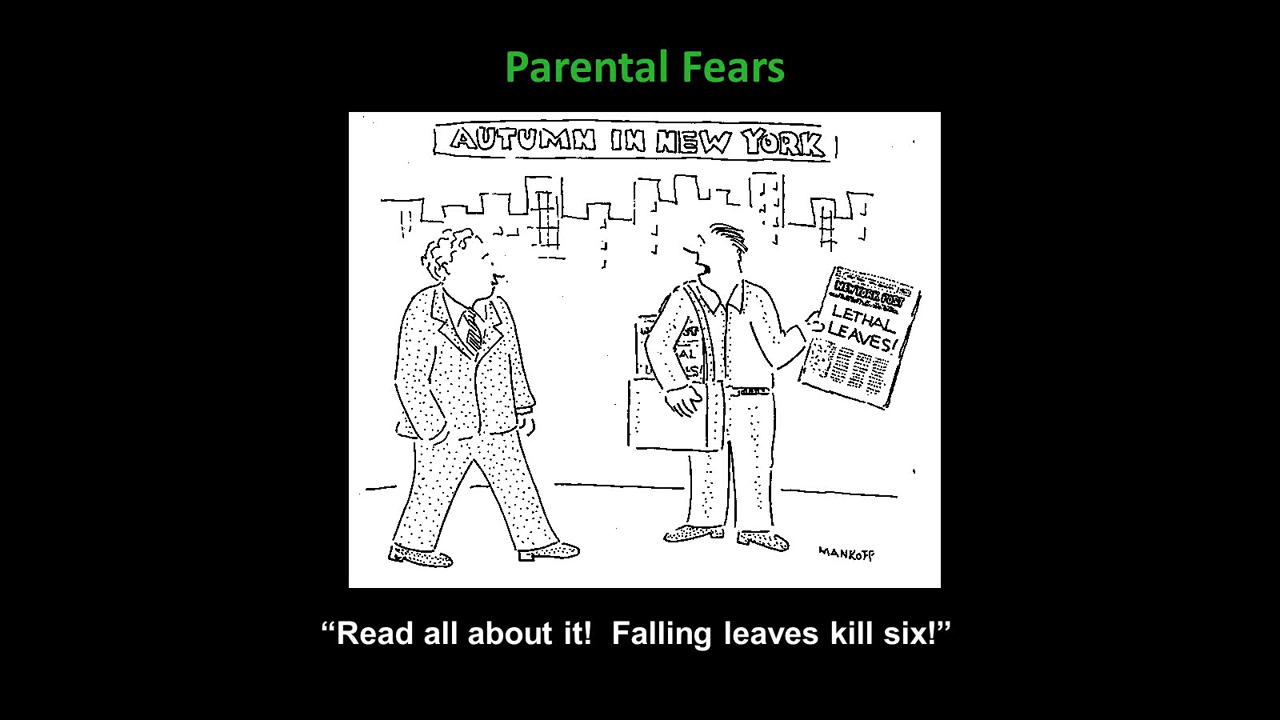 Parental Fears
AUTUMN IN NEW YORK
NEW YORK POST
LETHAL
LEAVES!
AL
S!
MANKOFF
“Read all about it! Falling leaves kill six!”